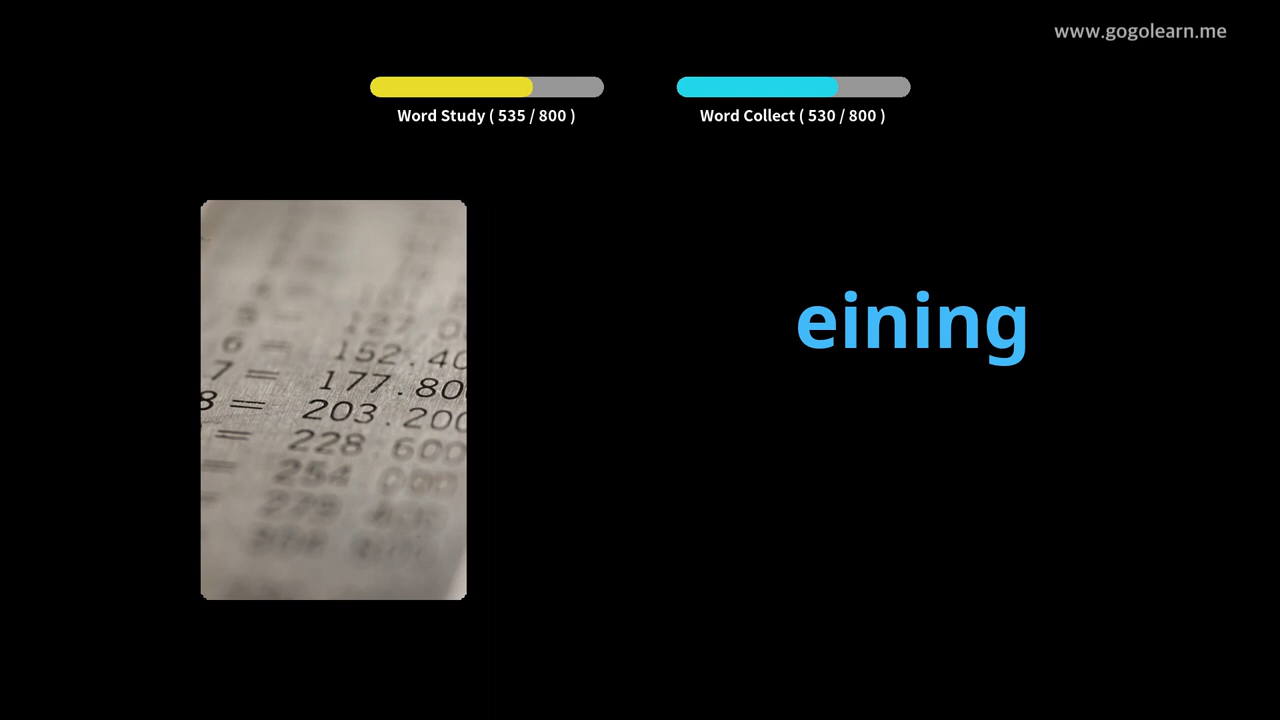 www.gogolearn.me
Word Study ( 535 / 800 )
Word Collect ( 530 / 800 )
eining
6 =
152.40
7 = 177.80
8 = 203.200
= 228.600
= 254 000
=